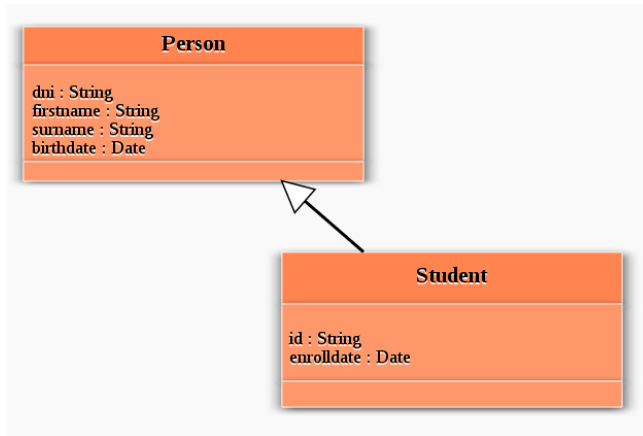 Person
dni : String
firstname : String
surname : String
birthdate : Date
Student
id : String
enrolldate : Date